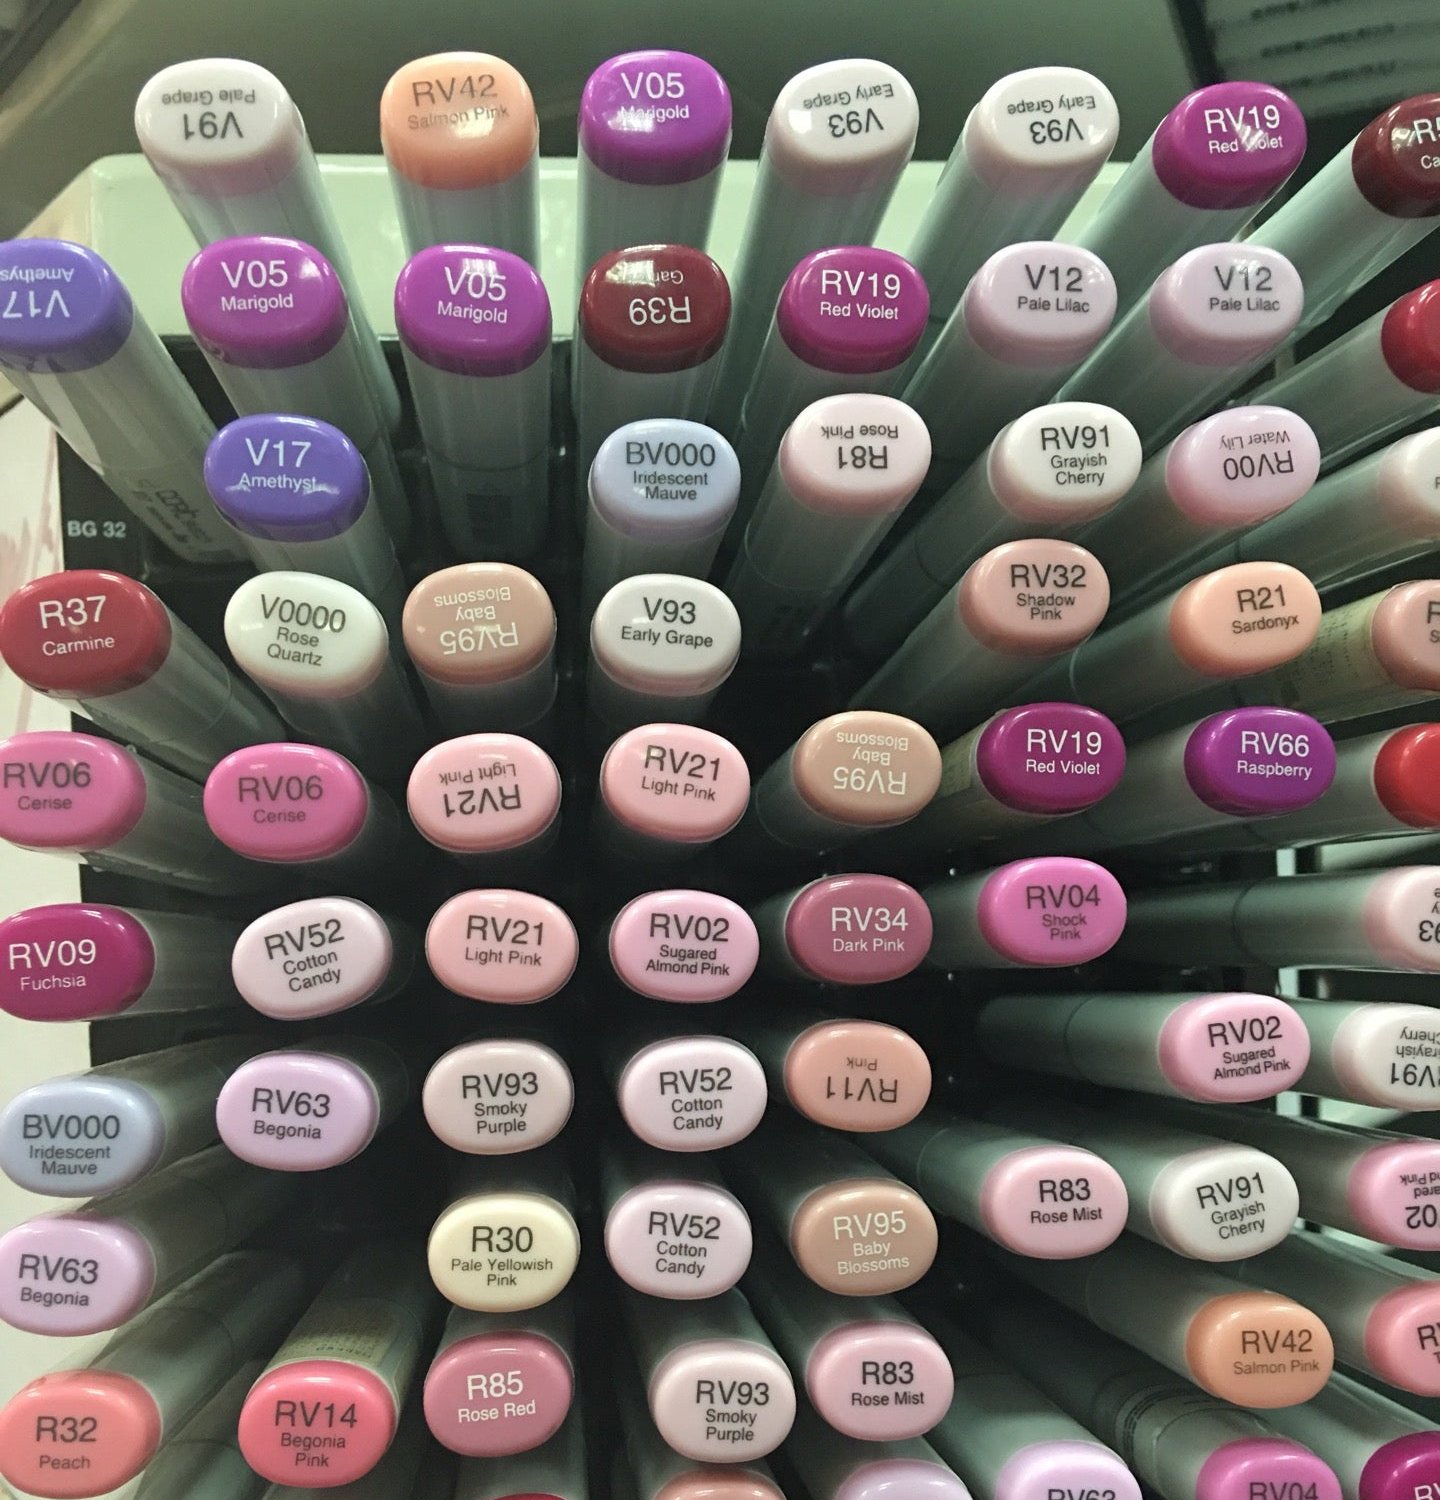 V91
Pale Grape
RV42
Salmon Pink
V05
Marigold
V93
Early Grape
V93
Early Grape
RV19
Red Violet
V17
V05
Marigold
V05
Marigold
R39
RV19
Red Violet
V12
Pale Lilac
V12
Pale Lilac
V17
Amethyst
BV000
Iridescent
Mauve
R81
Rose Pink
RV91
Grayish
Cherry
RV00
Water Lily
BG 32
R37
Carmine
V0000
Rose
Quartz
RV95
Baby
Blossoms
V93
Early Grape
RV32
Shadow
Pink
R21
Sardonyx
RV06
Cerise
RV06
Cerise
RV21
Light Pink
RV21
Light Pink
RV95
Baby
Blossoms
RV19
Red Violet
RV66
Raspberry
RV09
Fuchsia
RV52
Cotton
Candy
RV21
Light Pink
RV02
Sugared
Almond Pink
RV34
Dark Pink
RV04
Shock
Pink
BV000
Iridescent
Mauve
RV63
Begonia
RV93
Smoky
Purple
RV52
Cotton
Candy
RV11
Pink
RV02
Sugared
Almond Pink
RV91
Grayish
Cherry
RV63
Begonia
R30
Pale Yellowish
Pink
RV52
Cotton
Candy
RV95
Baby
Blossoms
R83
Rose Mist
RV91
Grayish
Cherry
R32
Peach
RV14
Begonia
Pink
R85
Rose Red
RV93
Smoky
Purple
R83
Rose Mist
RV42
Salmon Pink
RV63
RV04